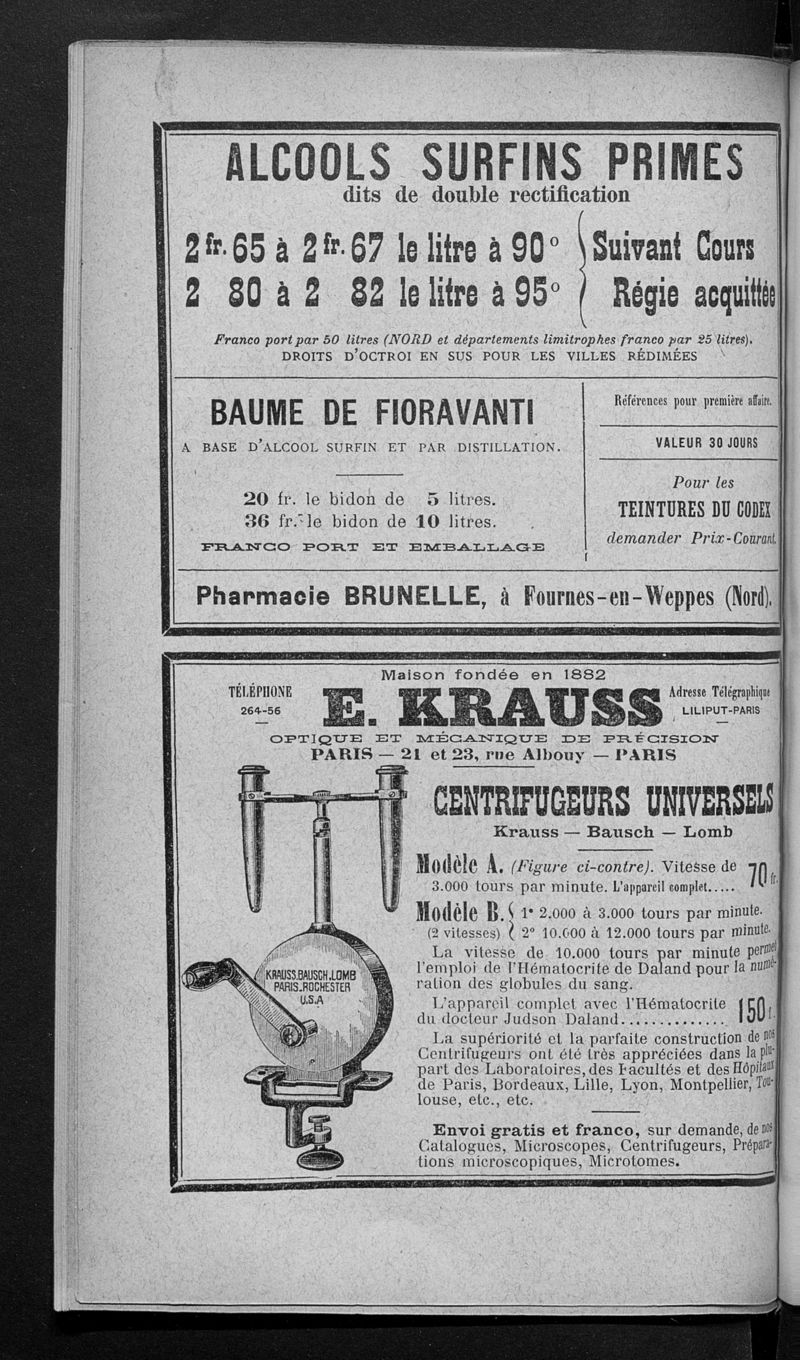 ALCOOLS SURFINS PRIMES
dits de double rectification
2 fr. 65 à 2 fr. 67 le litre à 90° Suivant Cours
2 80 à 2 82 le litre à 95° Régie acquittée
Franco port par 50 litres (NORD et départements limitrophes franco par 25 litres).
DROITS D'OCTROI EN SUS POUR LES VILLES RÉDIMÉES
BAUME DE FIORAVANTI
A BASE D'ALCOOL SURFIN ET PAR DISTILLATION.
20 fr. le bidon de 5 litres.
36 fr. le bidon de 10 litres.
FRANCO PORT ET EMBALLAGE
Références pour première affaire.
VALEUR 30 JOURS
Pour les
TEINTURES DU CODEX
demander Prix-Courant.
Pharmacie BRUNELLE, à Fournes-en-Weppes (Nord).
Maison fondée en 1882
TÉLÉPHONE
264-56
E. KRAUSS
Adresse Télégraphique
LILIPUT-PARIS
OPTIQUE ET MÉCANIQUE DE PRÉCISION
PARIS — 21 et 23, rue Albouy — PARIS
CENTRIFUGEURS UNIVERSELS
Krauss — Bausch — Lomb
Modèle A. (Figure ci-contre). Vitesse de
3.000 tours par minute. L'appareil complet..... 70 fr.
Modèle B. 1° 2.000 à 3.000 tours par minute.
(2 vitesses) 2° 10.000 à 12.000 tours par minute.
La vitesse de 10.000 tours par minute permet
l'emploi de l'Hématocrite de Daland pour la numé-
ration des globules du sang.
L'appareil complet avec l'Hématocrite
du docteur Judson Daland............... 150 f.
La supériorité et la parfaite construction de nos
Centrifugeurs ont été très appréciées dans la plu-
part des Laboratoires, des Facultés et des Hôpitaux
de Paris, Bordeaux, Lille, Lyon, Montpellier, Tou-
louse, etc., etc.
Envoi gratis et franco, sur demande, de nos
Catalogues, Microscopes, Centrifugeurs, Prépara-
tions microscopiques, Microtomes.
KRAUSS.BAUSCH.LOMB
PARIS.ROCHESTER
U.S.A